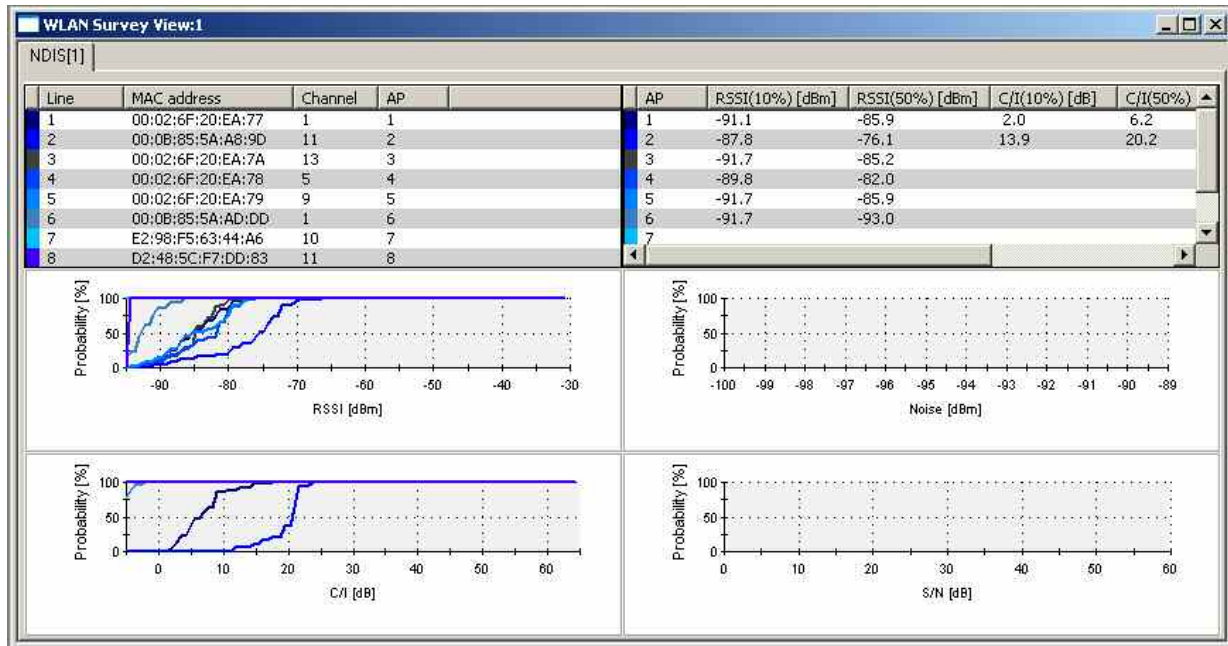 WLAN Survey View:1
NDIS[1]
Line MAC address Channel AP
1 00:02:6F:20:EA:77 1 1
2 00:0B:85:5A:A8:9D 11 2
3 00:02:6F:20:EA:7A 13 3
4 00:02:6F:20:EA:78 5 4
5 00:02:6F:20:EA:79 9 5
6 00:0B:85:5A:AD:DD 1 6
7 E2:98:F5:63:44:A6 10 7
8 D2:48:5C:F7:DD:83 11 8
AP RSSI(10%) [dBm] RSSI(50%) [dBm] C/I(10%) [dB] C/I(50%)
1 -91.1 -85.9 2.0 6.2
2 -87.8 -76.1 13.9 20.2
3 -91.7 -85.2
4 -89.8 -82.0
5 -91.7 -85.9
6 -91.7 -93.0
7
Probability [%]
100
50
0
-90 -80 -70 -60 -50 -40 -30
RSSI [dBm]
Probability [%]
100
50
0
-100 -99 -98 -97 -96 -95 -94 -93 -92 -91 -90 -89
Noise [dBm]
Probability [%]
100
50
0
0 10 20 30 40 50 60
C/I [dB]
Probability [%]
100
50
0
0 10 20 30 40 50 60
S/N [dB]